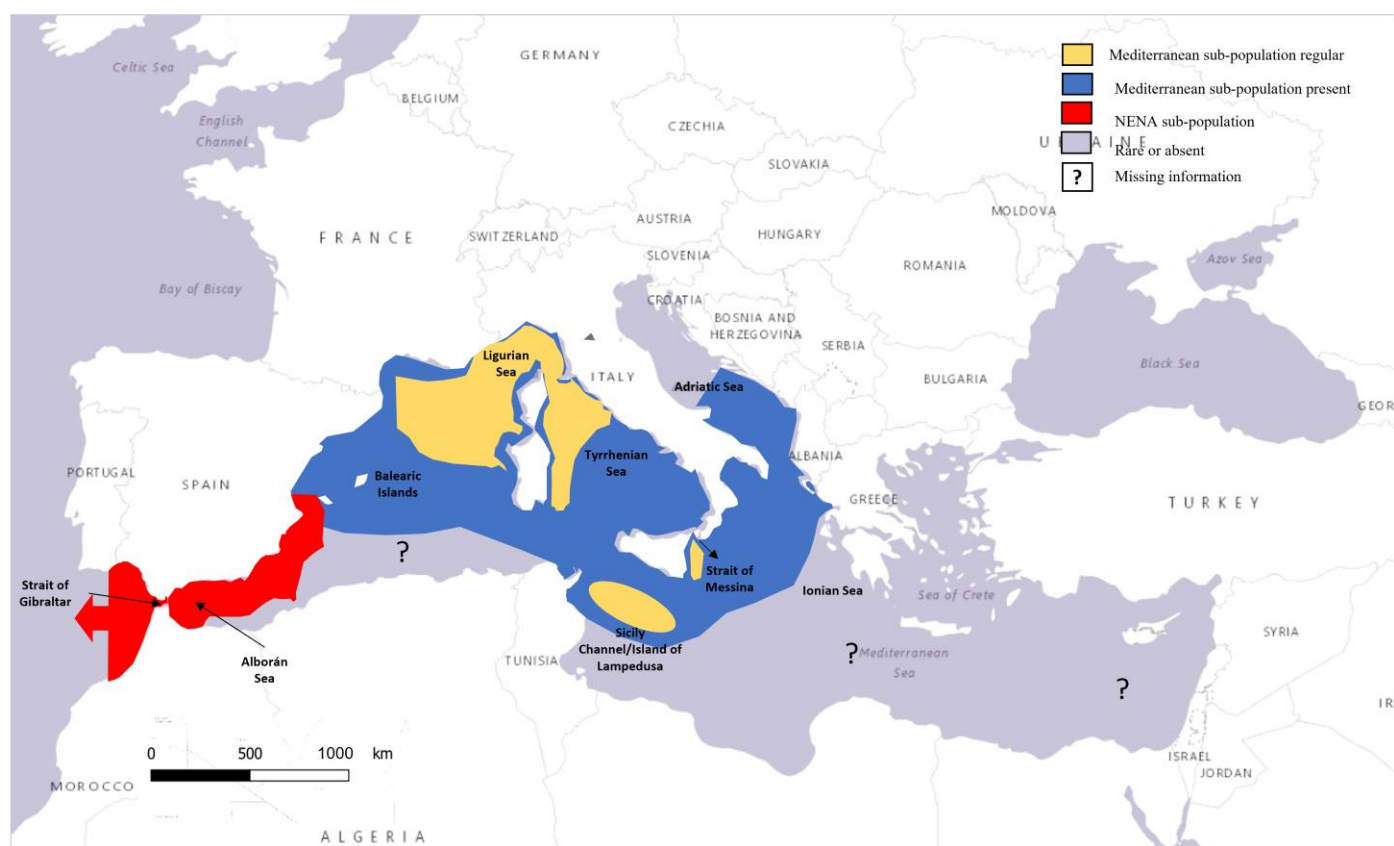 GERMANY
Celtic Sea
BELGIUM
English
Channel
CZECHIA
SLOVAKIA
UKRAINE
Mediterranean sub-population regular
Mediterranean sub-population present
NENA sub-population
Rare or absent
?
Missing information
MOLDOVA
AUSTRIA
FRANCE
SWITZERLAND
HUNGARY
SLOVENIA
ROMANIA
Azov Sea
Bay of Biscay
CROATIA
BOSNIA AND
HERZEGOVINA
SERBIA
Ligurian
Sea
ITALY
Adriatic Sea
BULGARIA
Black Sea
GEOR
PORTUGAL
SPAIN
Balearic
Islands
Tyrrhenian
Sea
ALBANIA
GREECE
TURKEY
?
Strait of
Gibraltar
Strait of
Messina
Ionian Sea
Sea of Crete
Alborán
Sea
Sicily
Channel/Island of
Lampedusa
TUNISIA
?
Mediterranean
Sea
?
SYRIA
IR
ISRAEL
JORDAN
0 500 1000 km
MOROCCO
ALGERIA